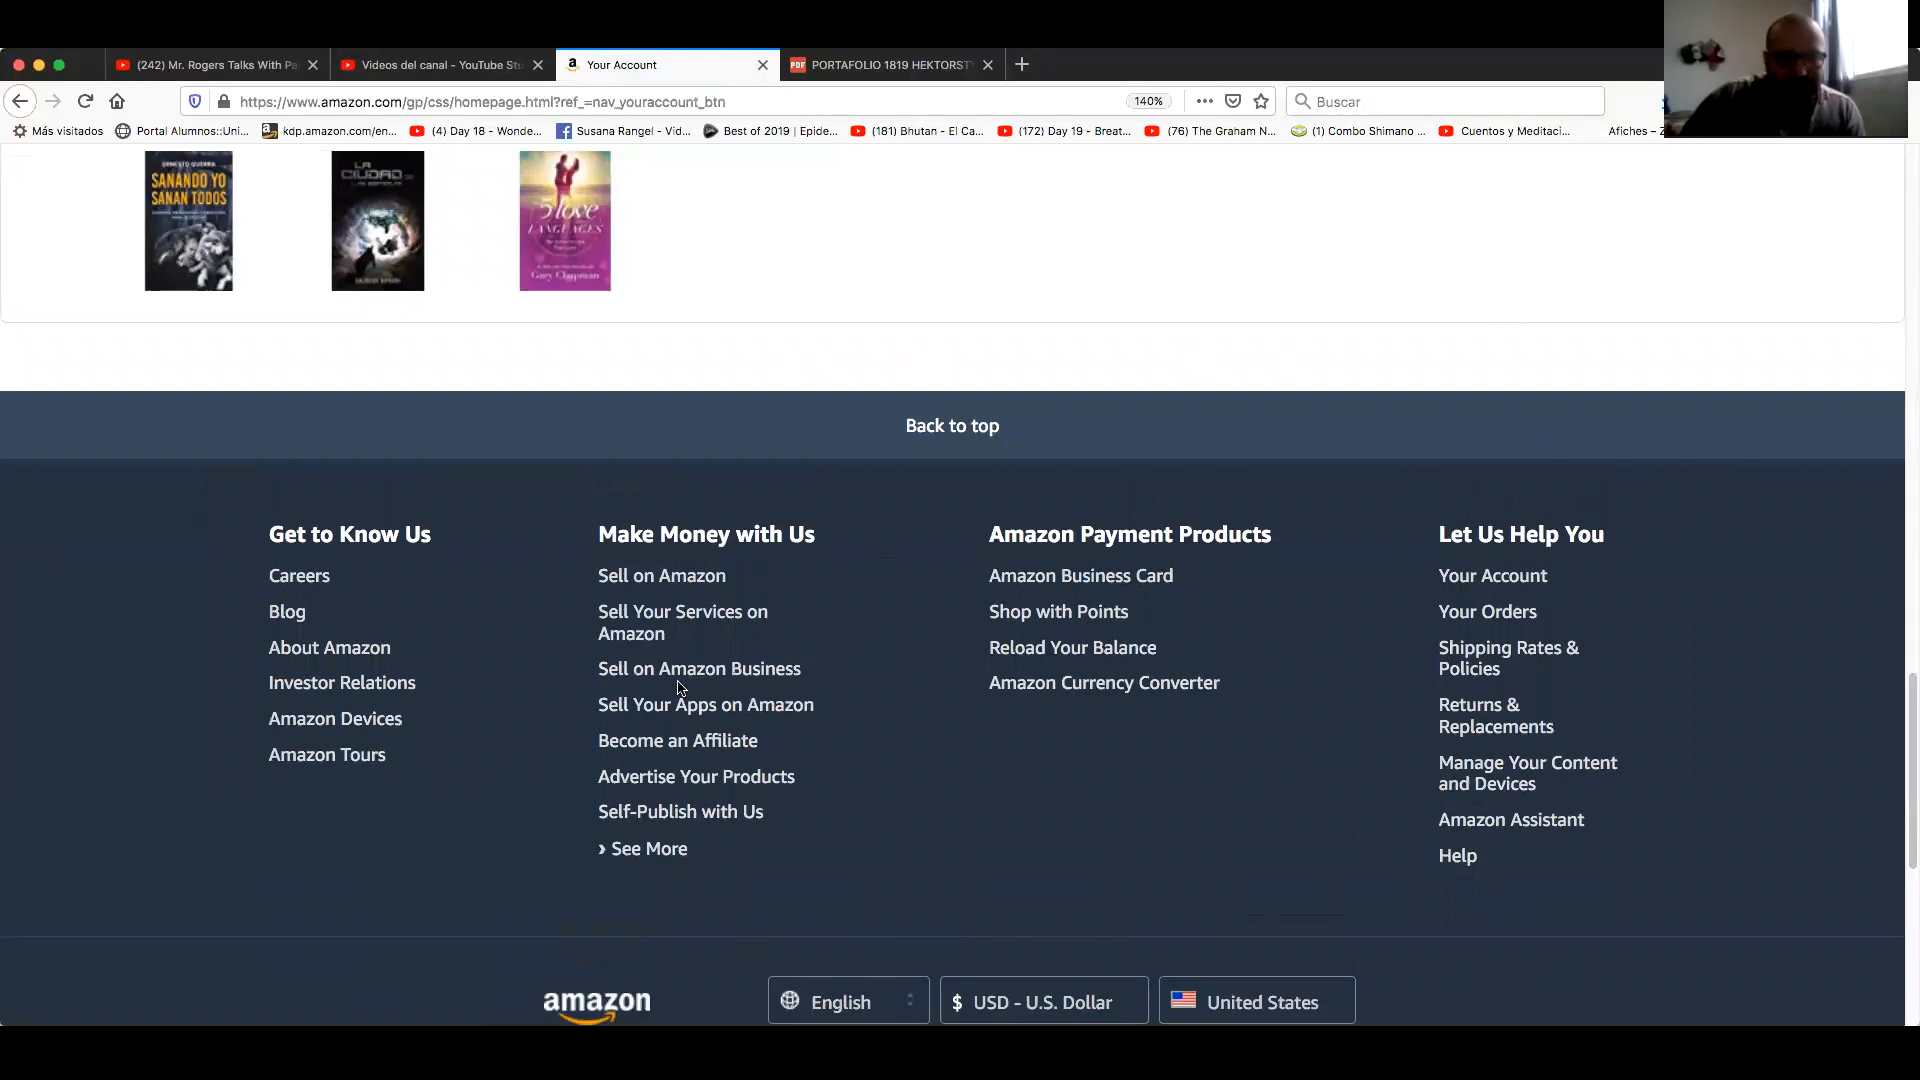 (242) Mr. Rogers Talks With Pa
Videos del canal - YouTube Stu
a Your Account
PDF PORTAFOLIO 1819 HEKTORST
https://www.amazon.com/gp/css/homepage.html?ref_=nav_youraccount_btn
140%
Buscar
Más visitados
Portal Alumnos::Uni...
kdp.amazon.com/en...
(4) Day 18 - Wonde...
Susana Rangel - Vid...
Best of 2019 | Epide...
(181) Bhutan - El Ca...
(172) Day 19 - Breat...
(76) The Graham N...
(1) Combo Shimano ...
Cuentos y Meditaci...
Afiches – Z
ERNESTO GUERRA
SANANDO YO
SANAN TODOS
LA
CIUDAD
5 love
LANGUAGES
Gary Chapman
Back to top
Get to Know Us
Careers
Blog
About Amazon
Investor Relations
Amazon Devices
Amazon Tours
Make Money with Us
Sell on Amazon
Sell Your Services on
Amazon
Sell on Amazon Business
Sell Your Apps on Amazon
Become an Affiliate
Advertise Your Products
Self-Publish with Us
› See More
Amazon Payment Products
Amazon Business Card
Shop with Points
Reload Your Balance
Amazon Currency Converter
Let Us Help You
Your Account
Your Orders
Shipping Rates &
Policies
Returns &
Replacements
Manage Your Content
and Devices
Amazon Assistant
Help
amazon
English
$ USD - U.S. Dollar
United States